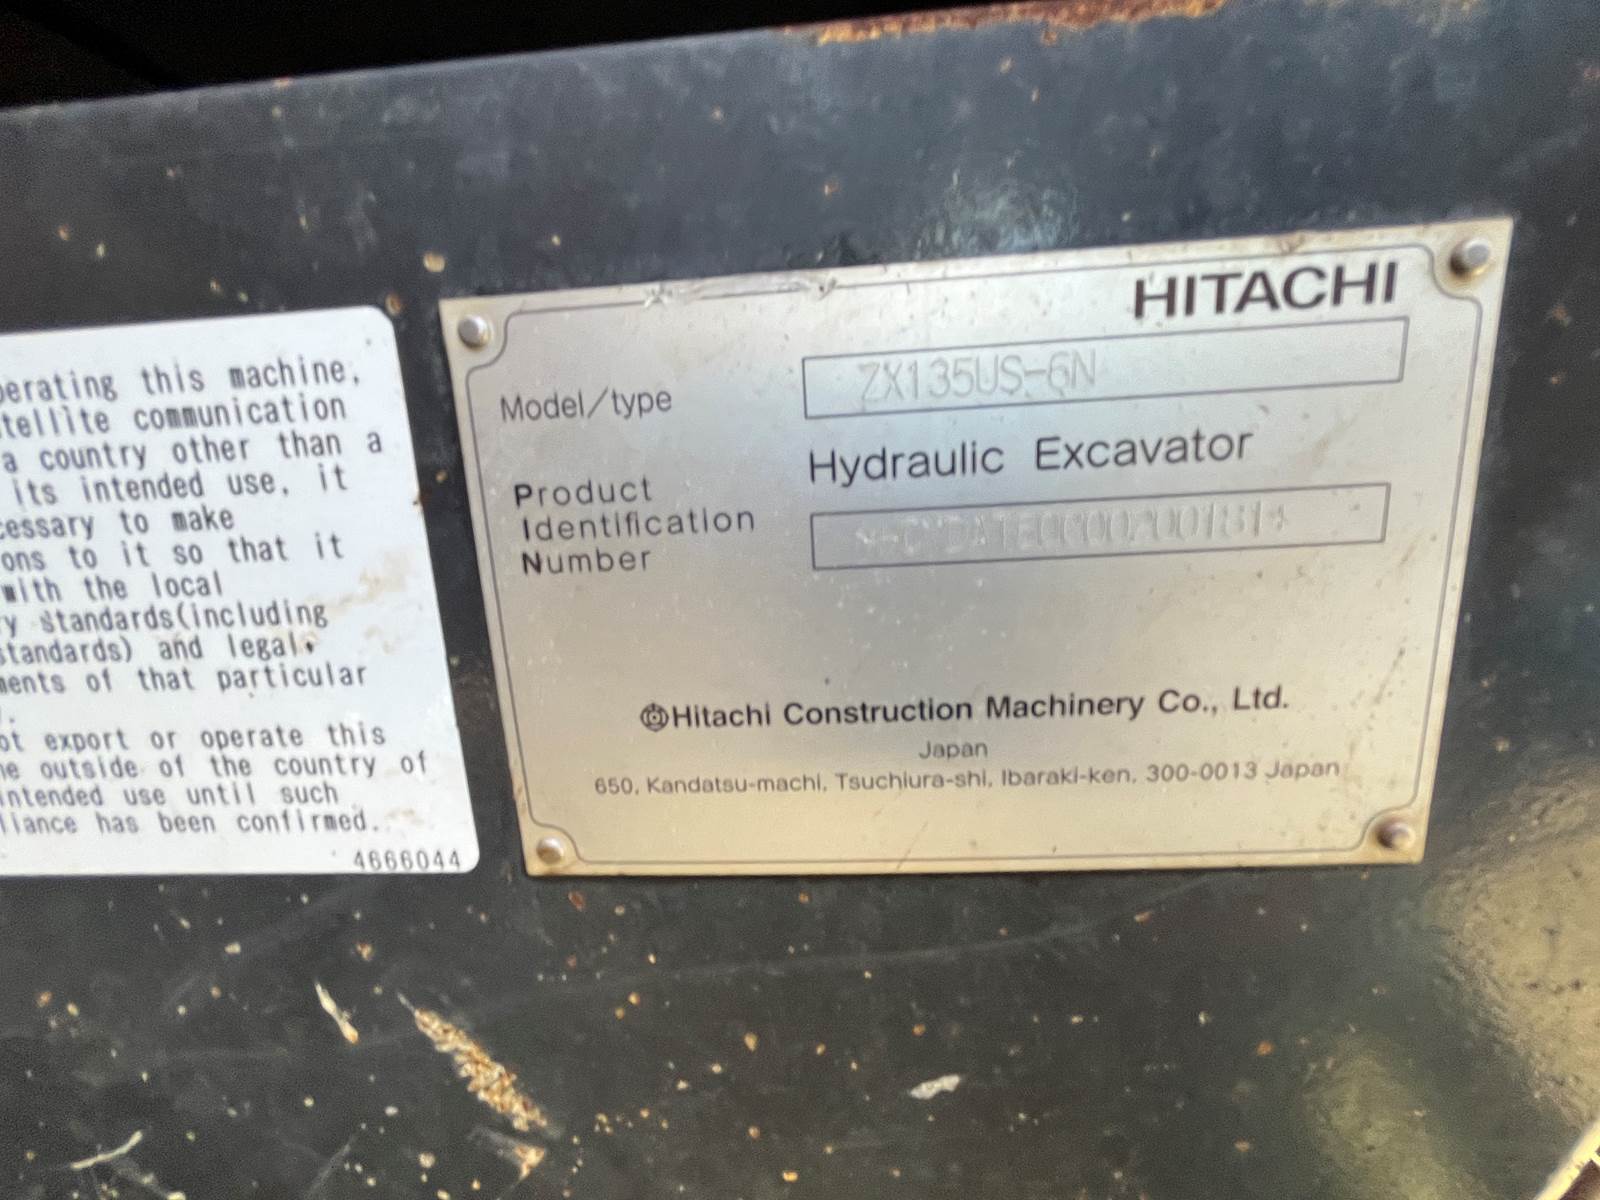 perating this machine,
tellite communication
a country other than a
its intended use, it
cessary to make
ons to it so that it
with the local
y standards(including
standards) and legal,
ments of that particular
ot export or operate this
ne outside of the country of
intended use until such
liance has been confirmed.
4666044
HITACHI
Model/type ZX135US-6N
Hydraulic Excavator
Product
Identification
Number
Hitachi Construction Machinery Co., Ltd.
Japan
650, Kandatsu-machi, Tsuchiura-shi, Ibaraki-ken, 300-0013 Japan